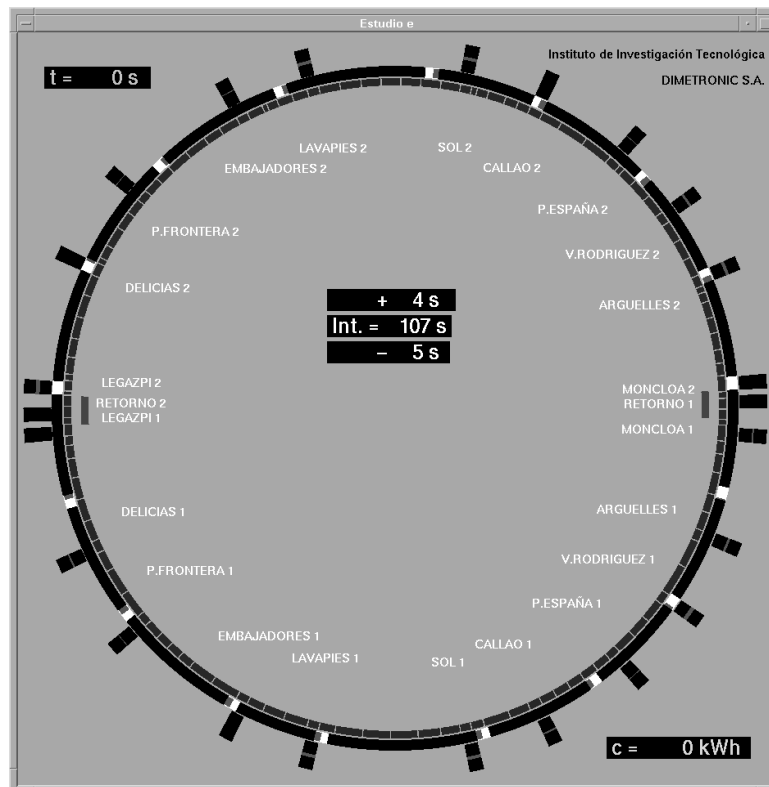 Estudio e
Instituto de Investigación Tecnológica
t = 0 s
DIMETRONIC S.A.
LAVAPIES 2
SOL 2
EMBAJADORES 2
CALLAO 2
P.ESPAÑA 2
P.FRONTERA 2
V.RODRIGUEZ 2
DELICIAS 2
ARGUELLES 2
+ 4 s
Int. = 107 s
– 5 s
LEGAZPI 2
MONCLOA 2
RETORNO 2
RETORNO 1
LEGAZPI 1
MONCLOA 1
DELICIAS 1
ARGUELLES 1
V.RODRIGUEZ 1
P.FRONTERA 1
P.ESPAÑA 1
EMBAJADORES 1
CALLAO 1
LAVAPIES 1
SOL 1
c = 0 kWh